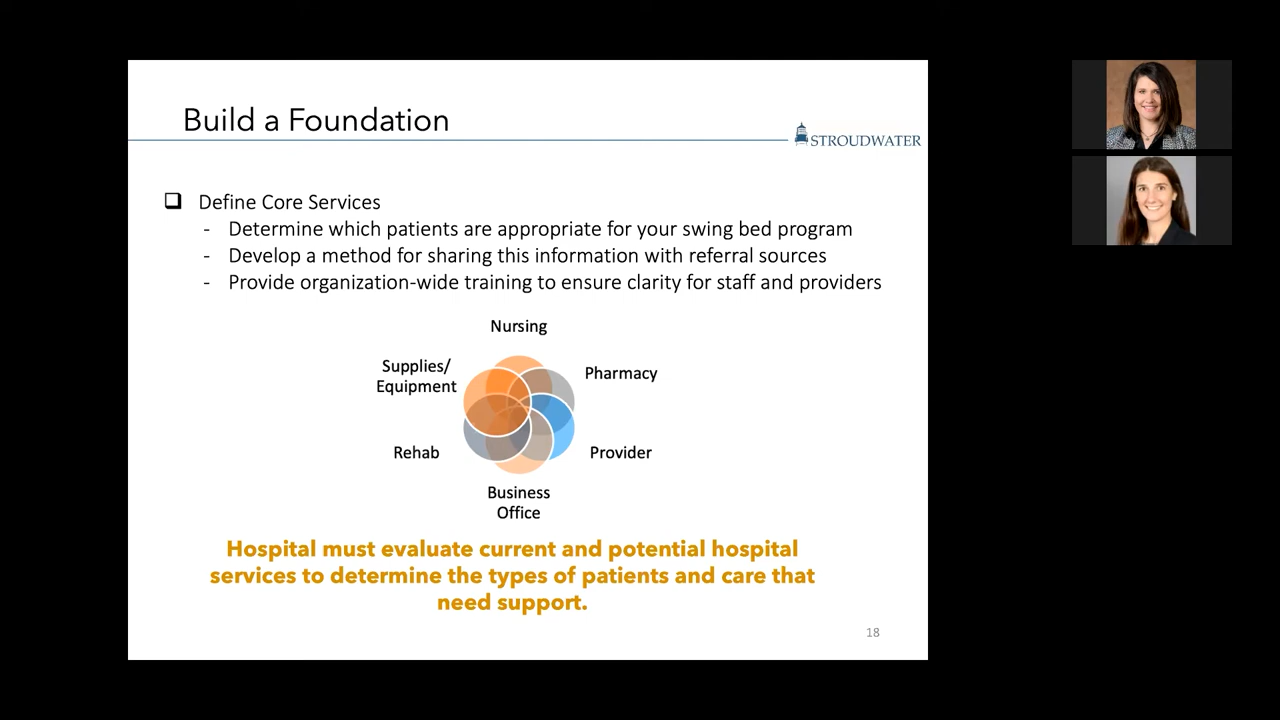 Build a Foundation
STROUDWATER
❑ Define Core Services
- Determine which patients are appropriate for your swing bed program
- Develop a method for sharing this information with referral sources
- Provide organization-wide training to ensure clarity for staff and providers
Nursing
Supplies/
Equipment
Pharmacy
Rehab
Provider
Business
Office
Hospital must evaluate current and potential hospital
services to determine the types of patients and care that
need support.
18